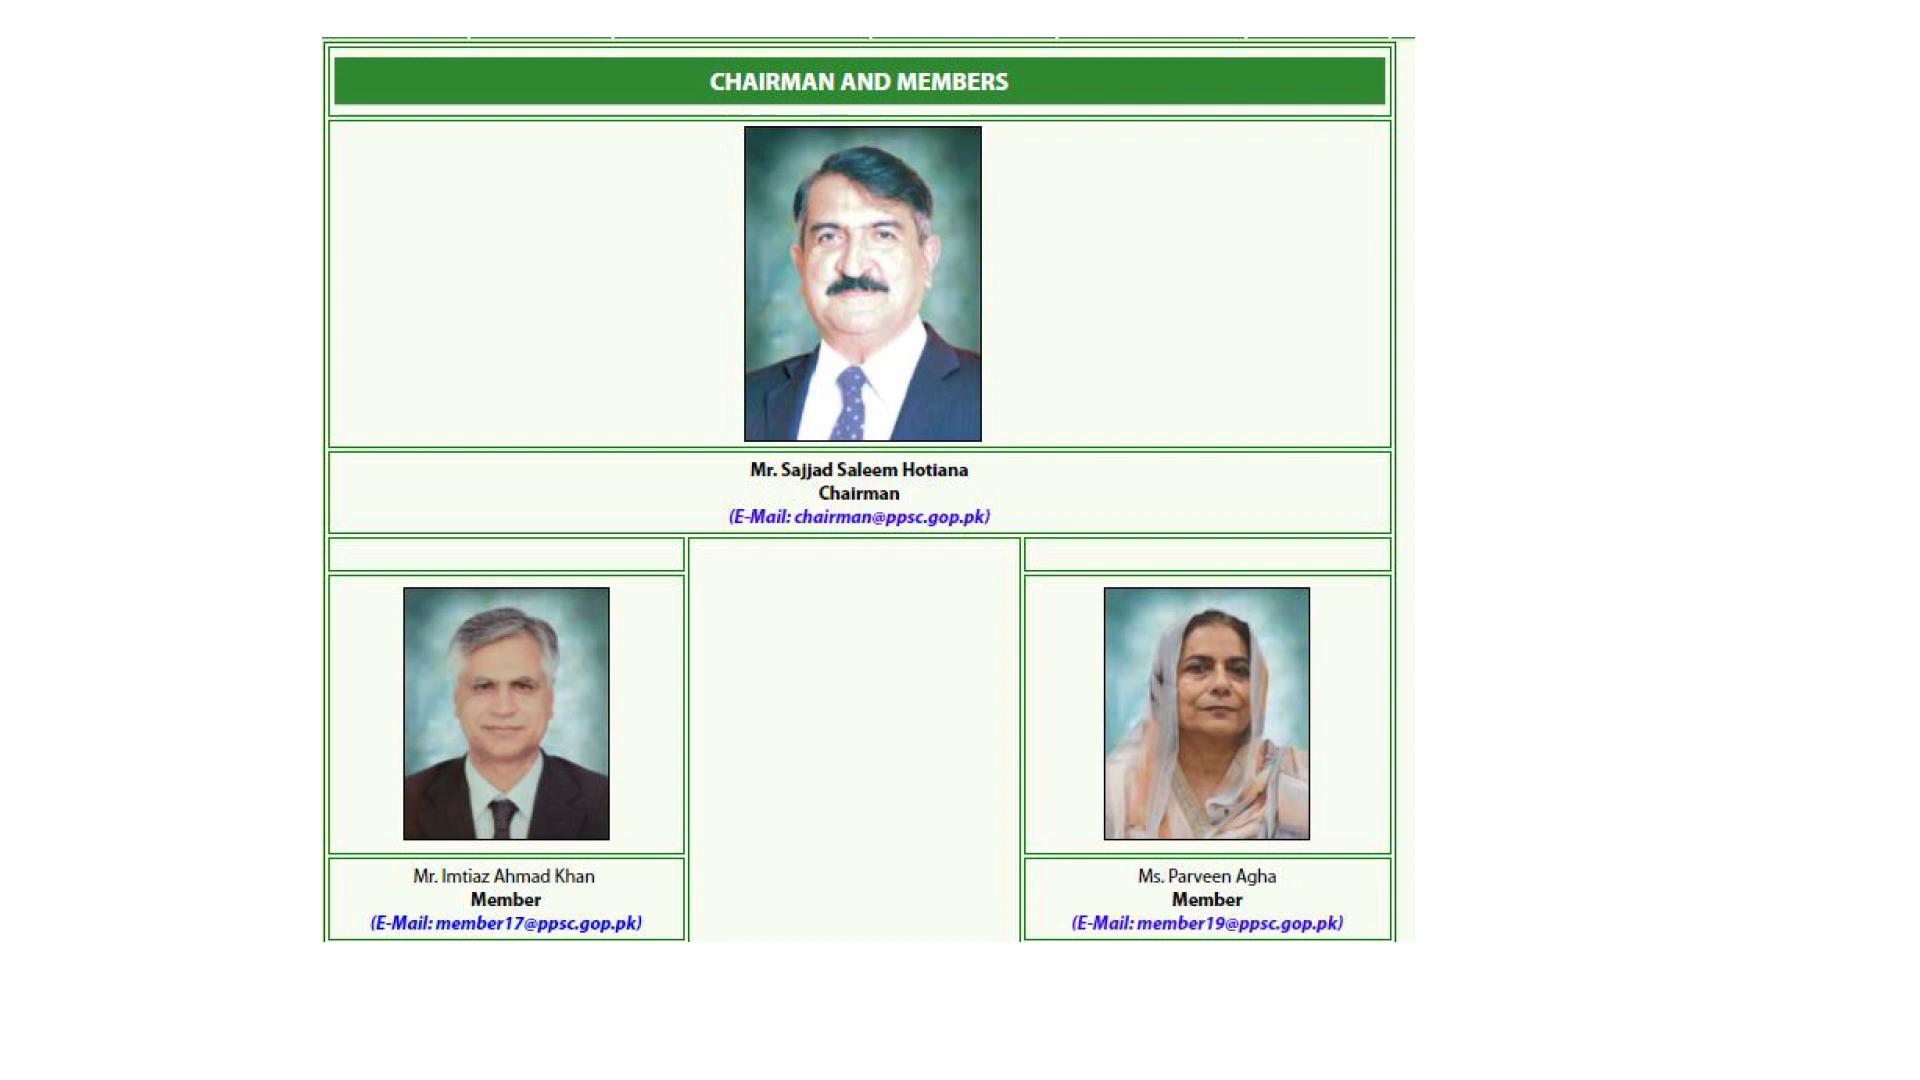 CHAIRMAN AND MEMBERS
Mr. Sajjad Saleem Hotiana
Chairman
(E-Mail: chairman@ppsc.gop.pk)
Mr. Imtiaz Ahmad Khan
Member
(E-Mail: member17@ppsc.gop.pk)
Ms. Parveen Agha
Member
(E-Mail: member19@ppsc.gop.pk)